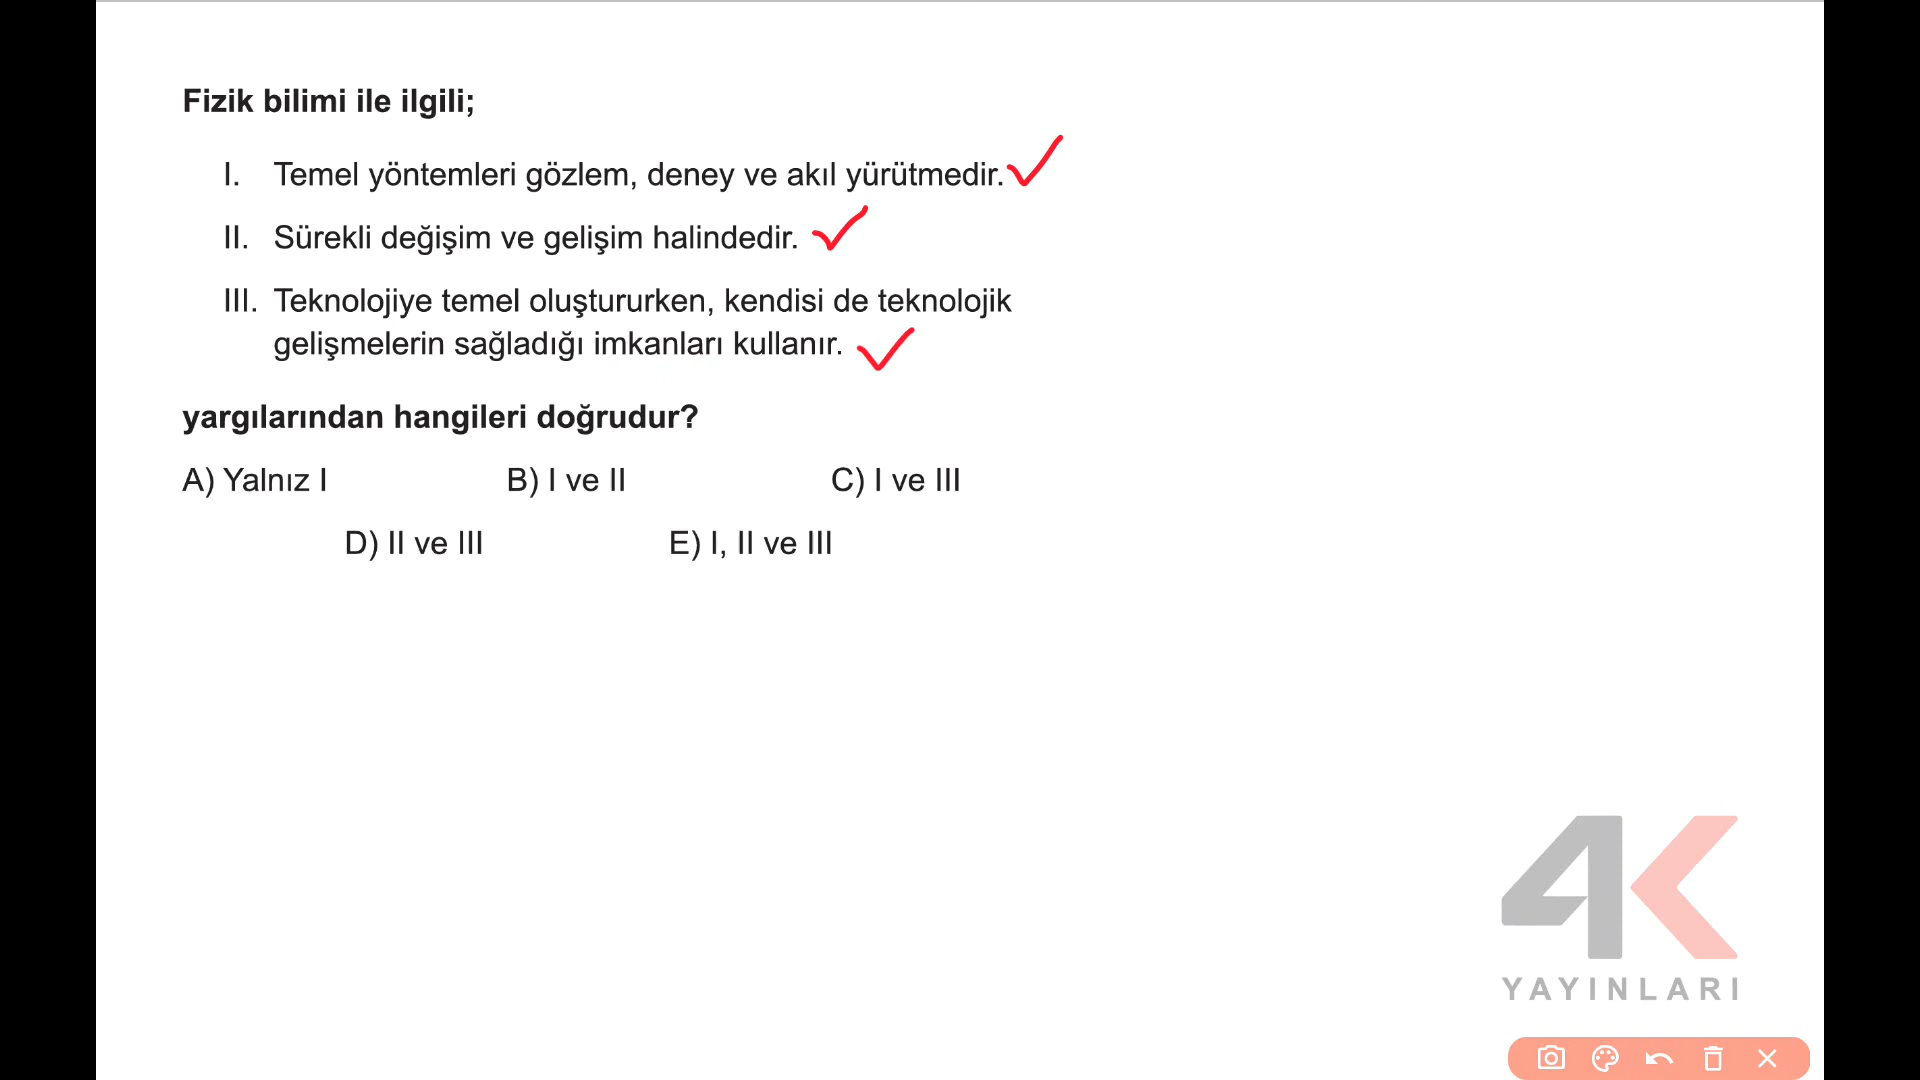 Fizik bilimi ile ilgili;
I. Temel yöntemleri gözlem, deney ve akıl yürütmedir.
II. Sürekli değişim ve gelişim halindedir.
III. Teknolojiye temel oluştururken, kendisi de teknolojik
gelişmelerin sağladığı imkanları kullanır.
yargılarından hangileri doğrudur?
A) Yalnız I B) I ve II C) I ve III
D) II ve III E) I, II ve III
4K
YAYINLARI